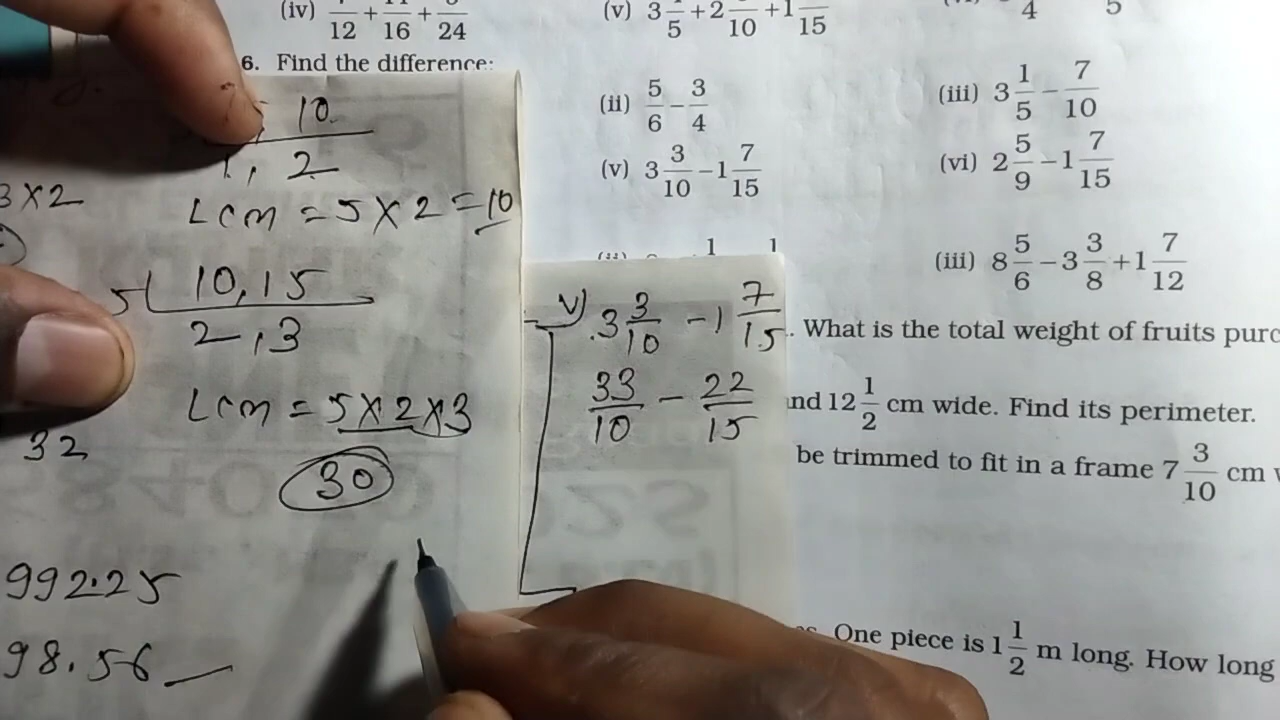 (iv) /12 + /16 + /24
(v) 3 /5 + 2 /10 + 1 /15
4 5
6. Find the difference:
(ii) 5/6 − 3/4
(iii) 3 1/5 − 7/10
(v) 3 3/10 − 1 7/15
(vi) 2 5/9 − 1 7/15
(iii) 8 5/6 − 3 3/8 + 1 7/12
10
1, 2
3×2
LCM = 5×2 = 10
5 10, 15
2, 3
LCM = 5×2×3
30
32
992.25
98.56
v) 3 3/10 − 1 7/15
33/10 − 22/15
. What is the total weight of fruits purc
nd 12 1/2 cm wide. Find its perimeter.
be trimmed to fit in a frame 7 3/10 cm
One piece is 1 1/2 m long. How long